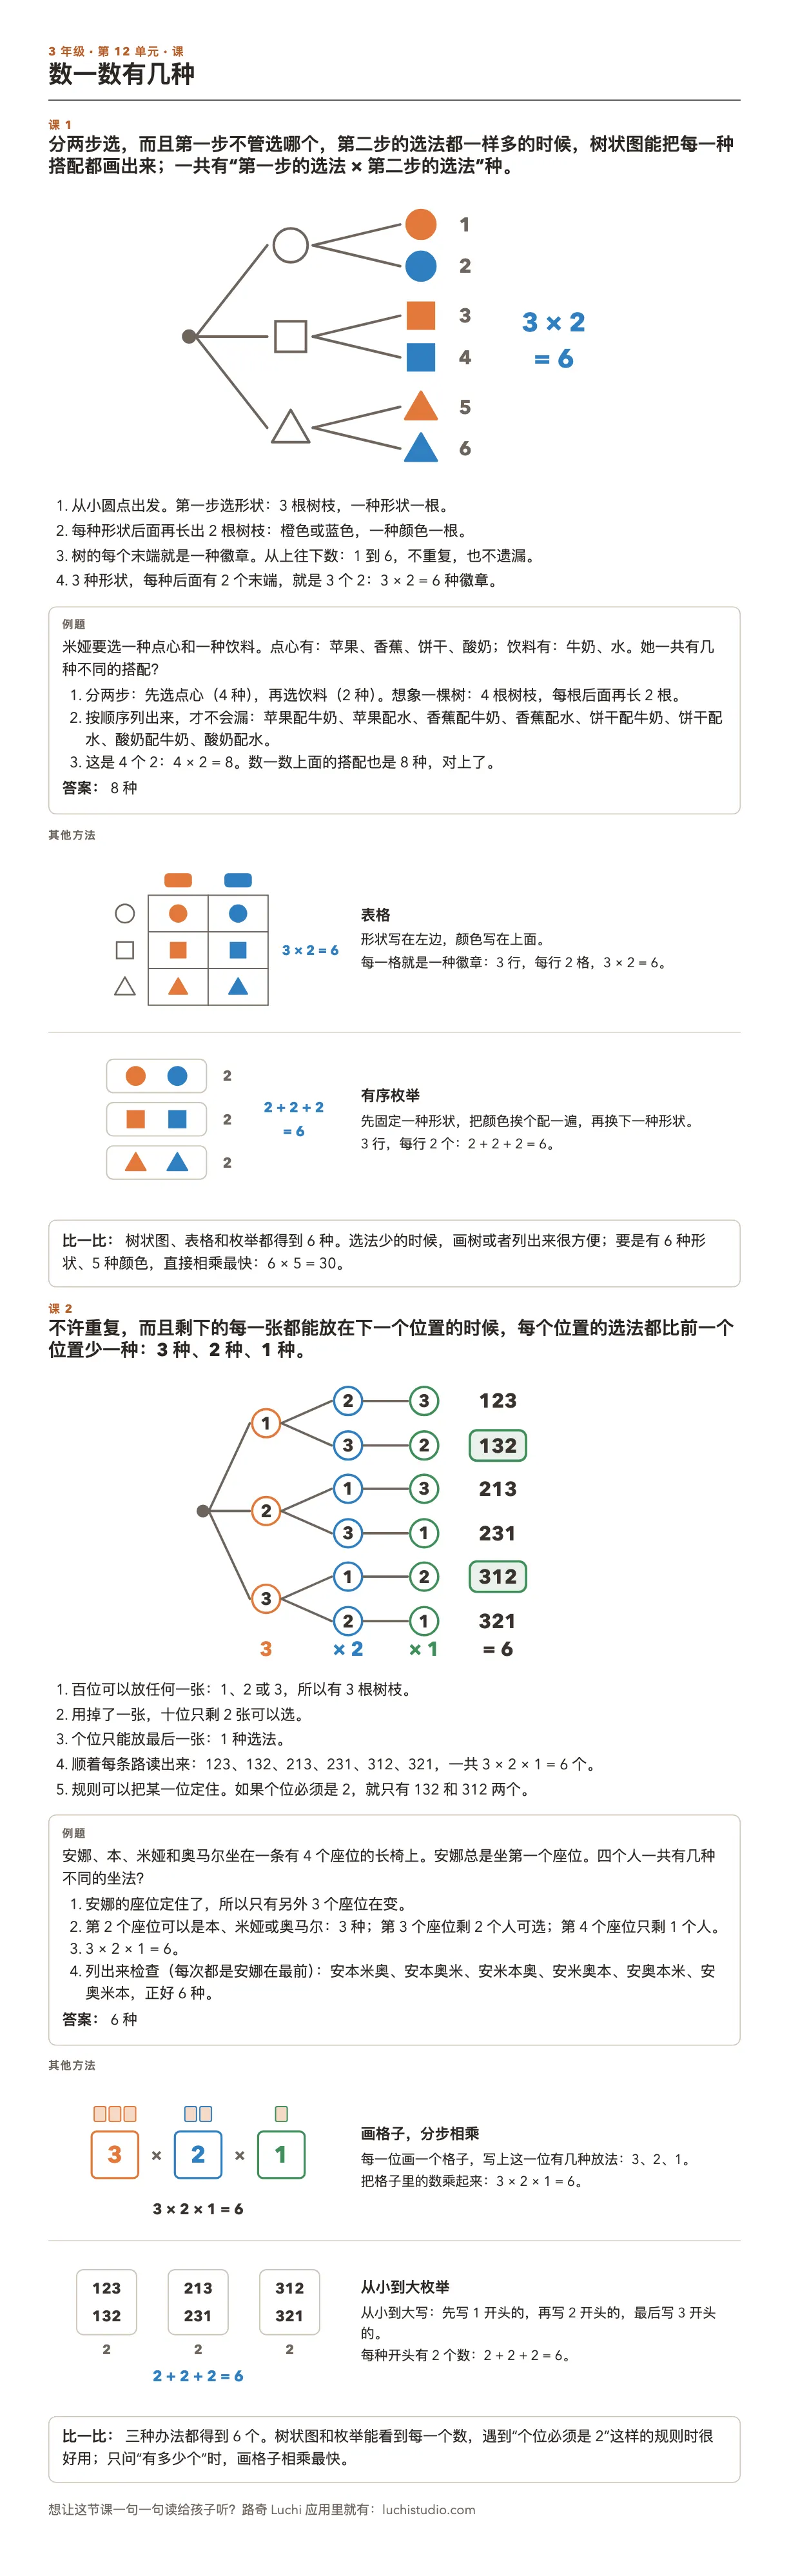 3 年级 · 第 12 单元 · 课
数一数有几种
课 1
分两步选，而且第一步不管选哪个，第二步的选法都一样多的时候，树状图能把每一种
搭配都画出来；一共有“第一步的选法 × 第二步的选法”种。
1
2
3
4
5
6
3 × 2
= 6
1. 从小圆点出发。第一步选形状：3 根树枝，一种形状一根。
2. 每种形状后面再长出 2 根树枝：橙色或蓝色，一种颜色一根。
3. 树的每个末端就是一种徽章。从上往下数：1 到 6，不重复，也不遗漏。
4. 3 种形状，每种后面有 2 个末端，就是 3 个 2：3 × 2 = 6 种徽章。
例题
米娅要选一种点心和一种饮料。点心有：苹果、香蕉、饼干、酸奶；饮料有：牛奶、水。她一共有几
种不同的搭配？
1. 分两步：先选点心（4 种），再选饮料（2 种）。想象一棵树：4 根树枝，每根后面再长 2 根。
2. 按顺序列出来，才不会漏：苹果配牛奶、苹果配水、香蕉配牛奶、香蕉配水、饼干配牛奶、饼干配
水、酸奶配牛奶、酸奶配水。
3. 这是 4 个 2：4 × 2 = 8。数一数上面的搭配也是 8 种，对上了。
答案： 8 种
其他方法
3 × 2 = 6
表格
形状写在左边，颜色写在上面。
每一格就是一种徽章：3 行，每行 2 格，3 × 2 = 6。
2
2
2
2 + 2 + 2
= 6
有序枚举
先固定一种形状，把颜色挨个配一遍，再换下一种形状。
3 行，每行 2 个：2 + 2 + 2 = 6。
比一比： 树状图、表格和枚举都得到 6 种。选法少的时候，画树或者列出来很方便；要是有 6 种形
状、5 种颜色，直接相乘最快：6 × 5 = 30。
课 2
不许重复，而且剩下的每一张都能放在下一个位置的时候，每个位置的选法都比前一个
位置少一种：3 种、2 种、1 种。
1 2 3 123
3 2 132
2 1 3 213
3 1 231
3 1 2 312
2 1 321
3 × 2 × 1 = 6
1. 百位可以放任何一张：1、2 或 3，所以有 3 根树枝。
2. 用掉了一张，十位只剩 2 张可以选。
3. 个位只能放最后一张：1 种选法。
4. 顺着每条路读出来：123、132、213、231、312、321，一共 3 × 2 × 1 = 6 个。
5. 规则可以把某一位定住。如果个位必须是 2，就只有 132 和 312 两个。
例题
安娜、本、米娅和奥马尔坐在一条有 4 个座位的长椅上。安娜总是坐第一个座位。四个人一共有几种
不同的坐法？
1. 安娜的座位定住了，所以只有另外 3 个座位在变。
2. 第 2 个座位可以是本、米娅或奥马尔：3 种；第 3 个座位剩 2 个人可选；第 4 个座位只剩 1 个人。
3. 3 × 2 × 1 = 6。
4. 列出来检查（每次都是安娜在最前）：安本米奥、安本奥米、安米本奥、安米奥本、安奥本米、安
奥米本，正好 6 种。
答案： 6 种
其他方法
3 × 2 × 1
3 × 2 × 1 = 6
画格子，分步相乘
每一位画一个格子，写上这一位有几种放法：3、2、1。
把格子里的数乘起来：3 × 2 × 1 = 6。
123 213 312
132 231 321
2 2 2
2 + 2 + 2 = 6
从小到大枚举
从小到大写：先写 1 开头的，再写 2 开头的，最后写 3 开头
的。
每种开头有 2 个数：2 + 2 + 2 = 6。
比一比： 三种办法都得到 6 个。树状图和枚举能看到每一个数，遇到“个位必须是 2”这样的规则时很
好用；只问“有多少个”时，画格子相乘最快。
想让这节课一句一句读给孩子听？路奇 Luchi 应用里就有：luchistudio.com